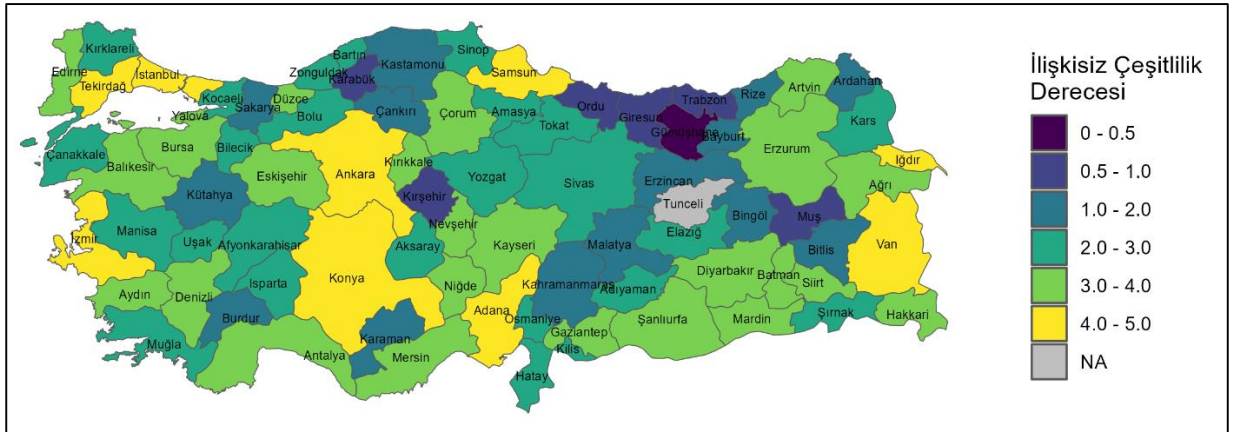 İlişkisiz Çeşitlilik
Derecesi
0 - 0.5
0.5 - 1.0
1.0 - 2.0
2.0 - 3.0
3.0 - 4.0
4.0 - 5.0
NA
Kırklareli
Edirne
Tekirdağ
İstanbul
Kocaeli
Yalova
Sakarya
Düzce
Zonguldak
Bartın
Karabük
Kastamonu
Sinop
Samsun
Ordu
Giresun
Trabzon
Rize
Artvin
Ardahan
Çanakkale
Balıkesir
Bursa
Bilecik
Bolu
Çankırı
Çorum
Amasya
Tokat
Gümüşhane
Bayburt
Erzurum
Kars
Iğdır
Kütahya
Eskişehir
Ankara
Kırıkkale
Yozgat
Sivas
Erzincan
Tunceli
Bingöl
Muş
Ağrı
İzmir
Manisa
Uşak
Afyonkarahisar
Kırşehir
Nevşehir
Aksaray
Kayseri
Malatya
Elazığ
Bitlis
Van
Aydın
Denizli
Isparta
Burdur
Konya
Niğde
Kahramanmaraş
Adıyaman
Diyarbakır
Batman
Siirt
Muğla
Antalya
Karaman
Mersin
Adana
Osmaniye
Gaziantep
Kilis
Hatay
Şanlıurfa
Mardin
Şırnak
Hakkari